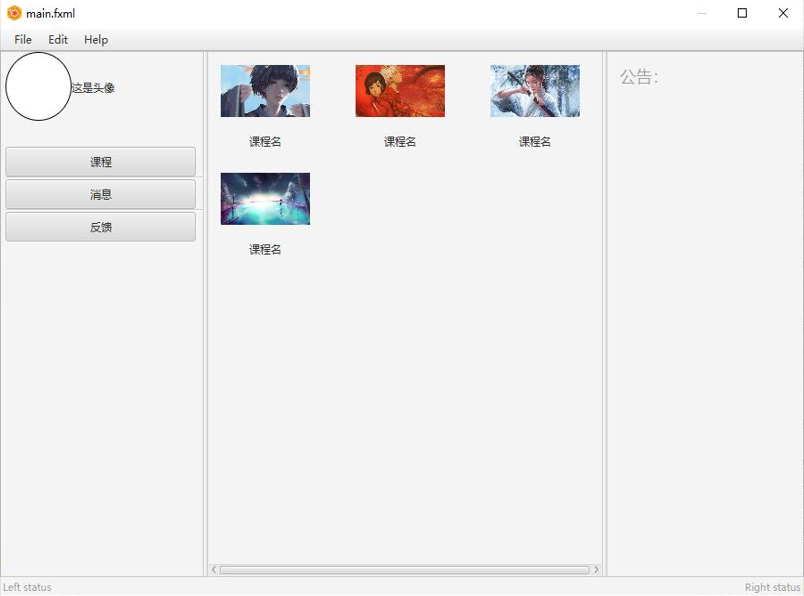 main.fxml
File Edit Help
这是头像
课程
消息
反馈
课程名 课程名 课程名
课程名
公告：
Left status Right status